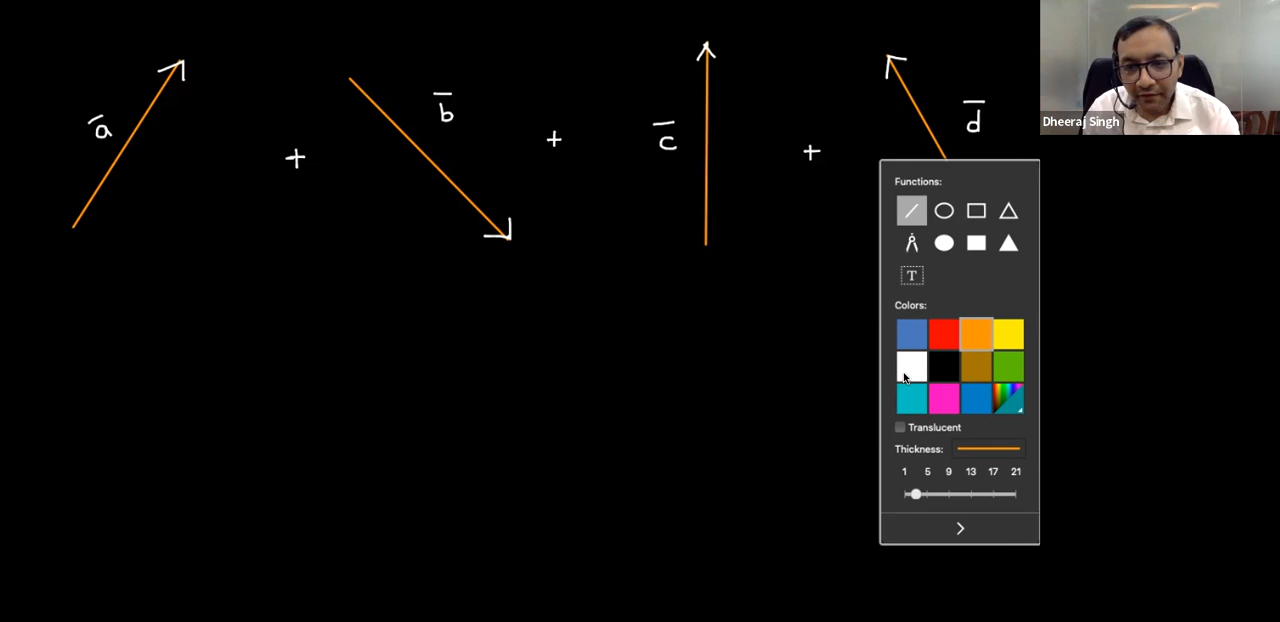 a̅ + b̅ + c̅ + d̅
Dheeraj Singh
Functions:
T
Colors:
Translucent
Thickness:
1 5 9 13 17 21